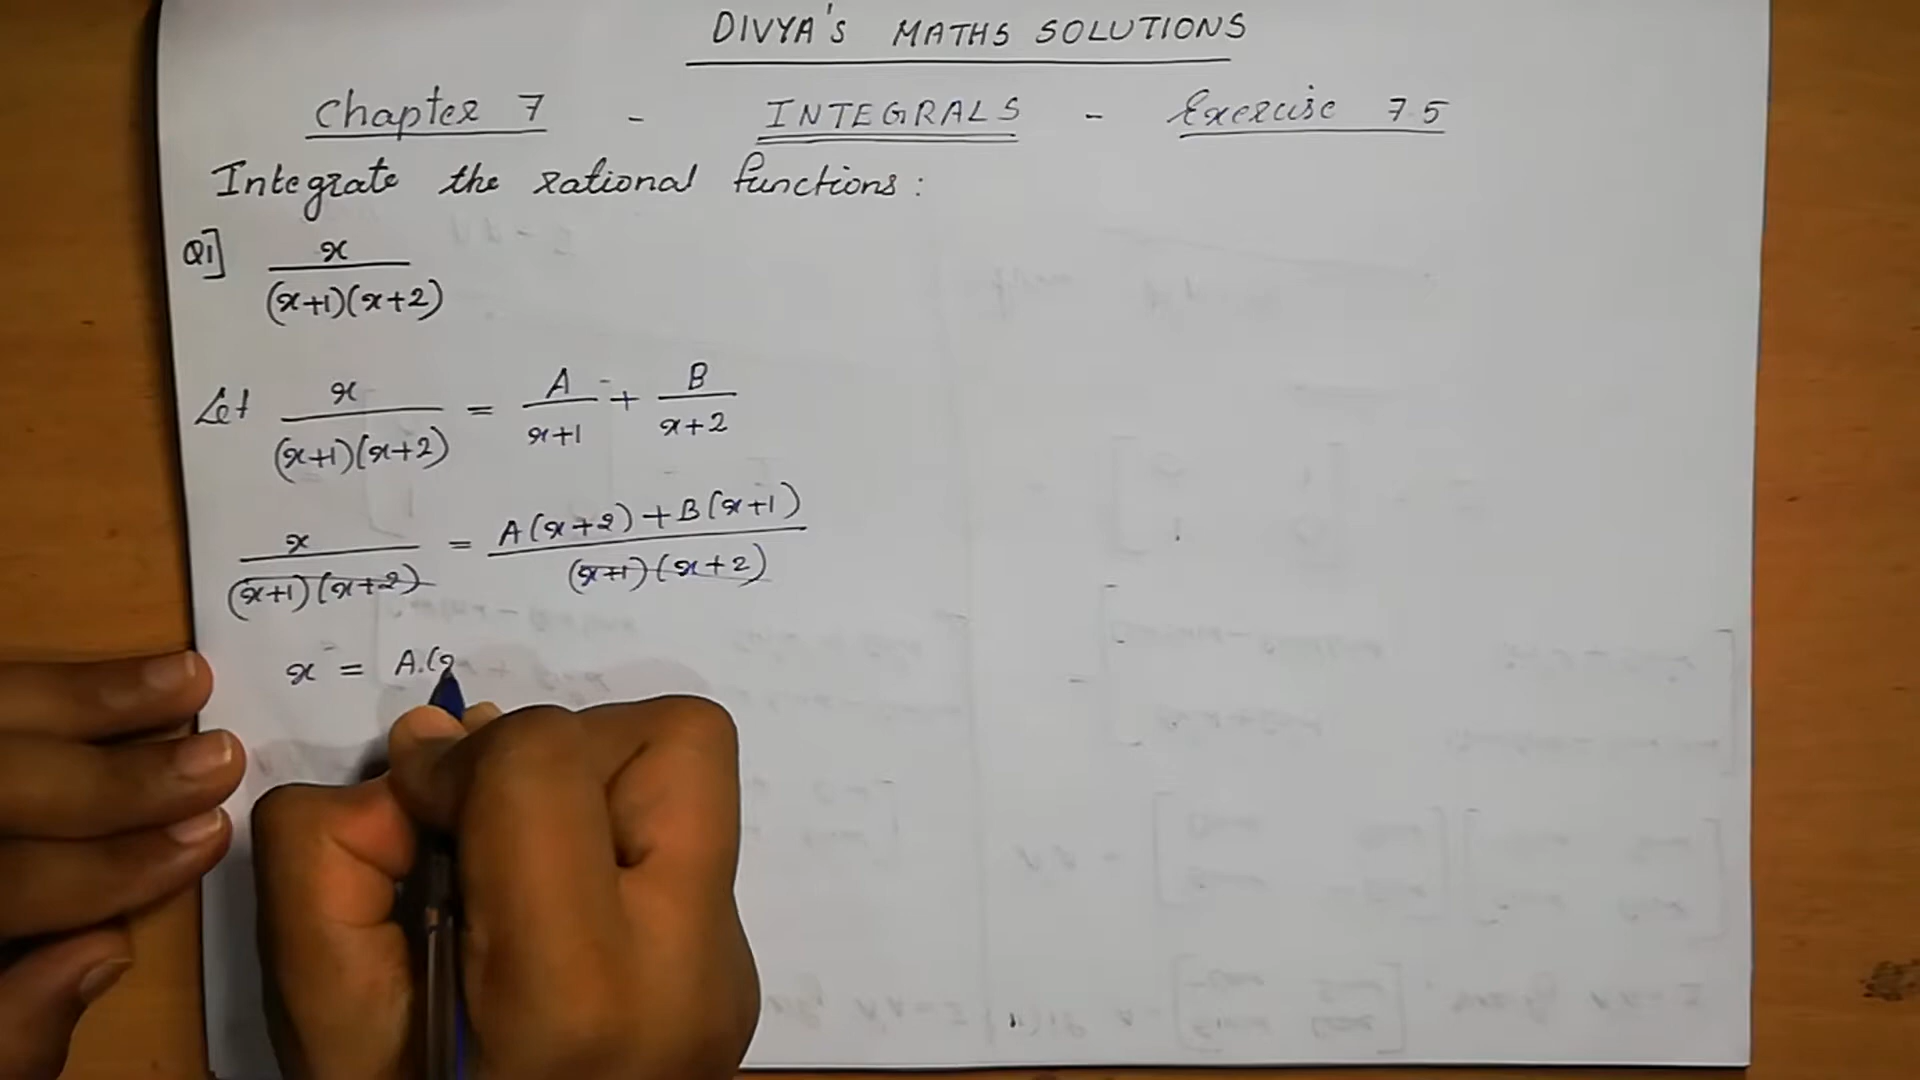 DIVYA'S MATHS SOLUTIONS
Chapter 7 - INTEGRALS - Exercise 7.5
Integrate the rational functions:
Q1] x
(x+1)(x+2)
Let x/(x+1)(x+2) = A/x+1 + B/x+2
x/(x+1)(x+2) = A(x+2)+B(x+1)/(x+1)(x+2)
x = A.(